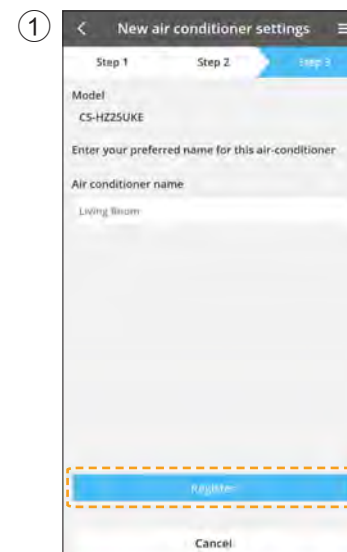 ①
New air conditioner settings
Step 1 Step 2 Step 3
Model
CS-HZ25UKE
Enter your preferred name for this air-conditioner
Air conditioner name
Living Room
Register
Cancel